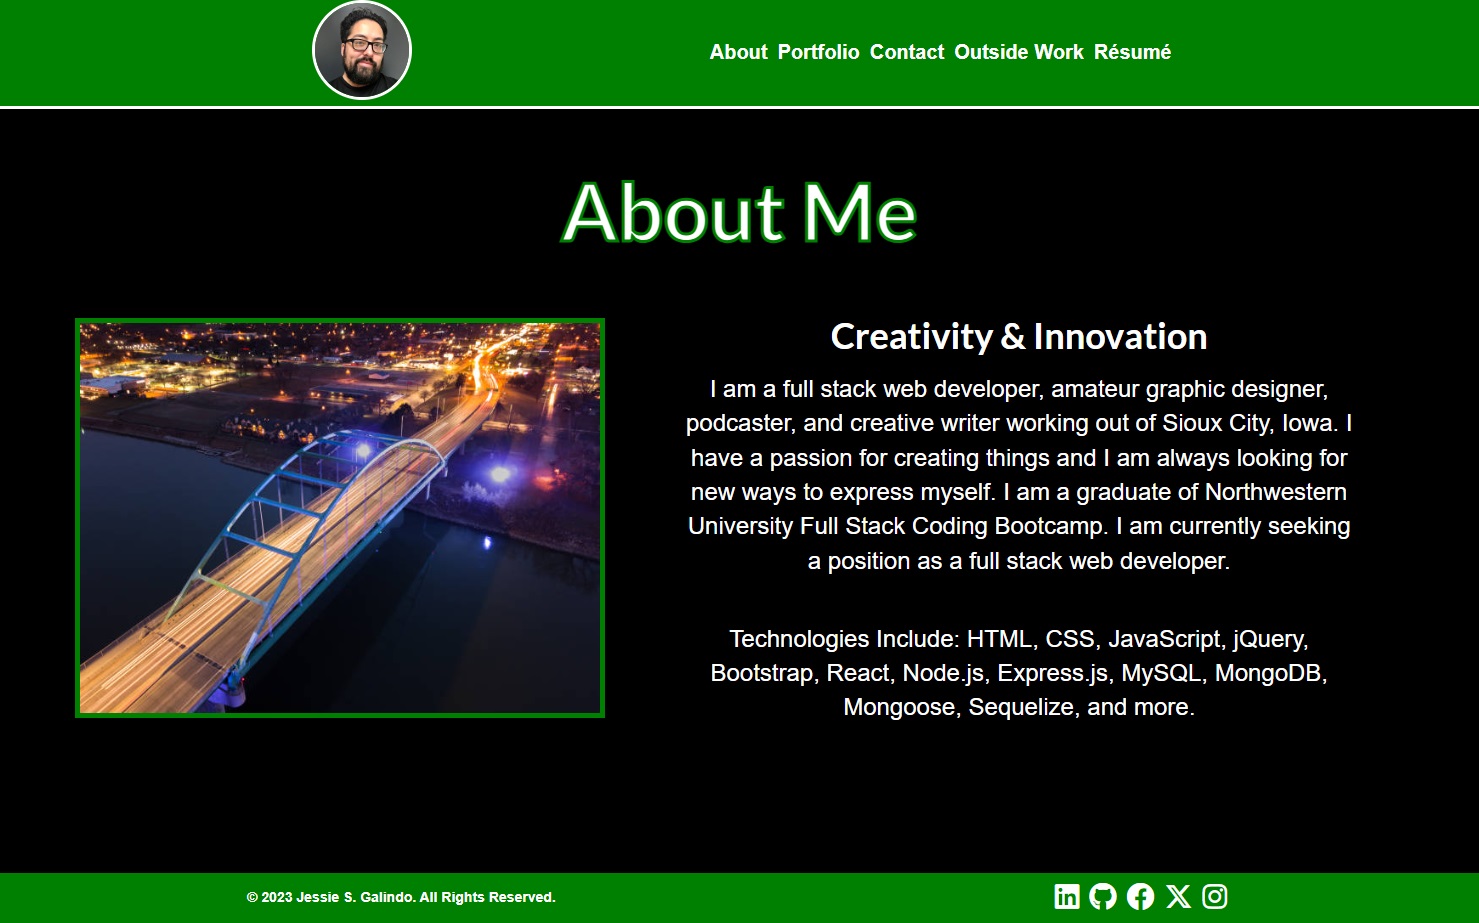 About Portfolio Contact Outside Work Résumé
About Me
Creativity & Innovation
I am a full stack web developer, amateur graphic designer,
podcaster, and creative writer working out of Sioux City, Iowa. I
have a passion for creating things and I am always looking for
new ways to express myself. I am a graduate of Northwestern
University Full Stack Coding Bootcamp. I am currently seeking
a position as a full stack web developer.
Technologies Include: HTML, CSS, JavaScript, jQuery,
Bootstrap, React, Node.js, Express.js, MySQL, MongoDB,
Mongoose, Sequelize, and more.
© 2023 Jessie S. Galindo. All Rights Reserved.